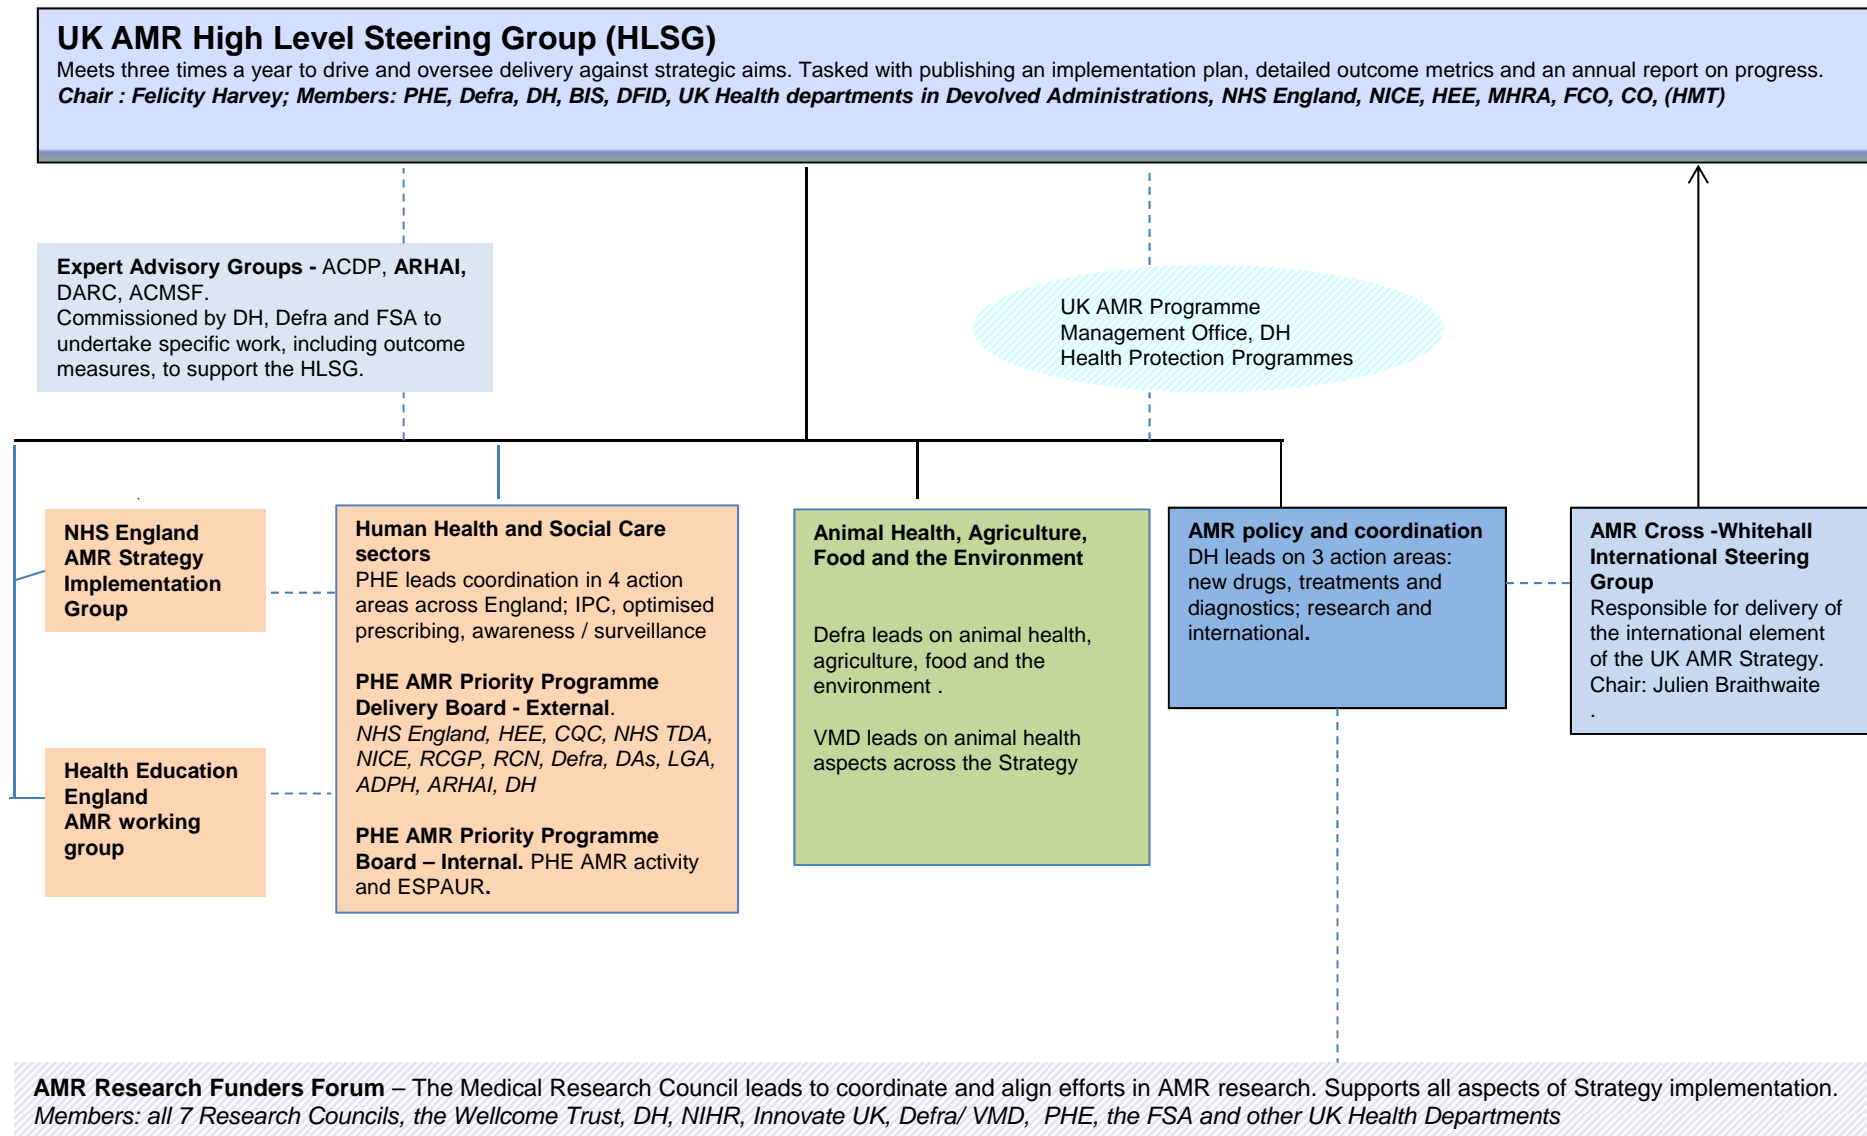 UK AMR High Level Steering Group (HLSG)
Meets three times a year to drive and oversee delivery against strategic aims. Tasked with publishing an implementation plan, detailed outcome metrics and an annual report on progress.
Chair : Felicity Harvey; Members: PHE, Defra, DH, BIS, DFID, UK Health departments in Devolved Administrations, NHS England, NICE, HEE, MHRA, FCO, CO, (HMT)
Expert Advisory Groups - ACDP, ARHAI,
DARC, ACMSF.
Commissioned by DH, Defra and FSA to
undertake specific work, including outcome
measures, to support the HLSG.
UK AMR Programme
Management Office, DH
Health Protection Programmes
NHS England
AMR Strategy
Implementation
Group
Health Education
England
AMR working
group
Human Health and Social Care
sectors
PHE leads coordination in 4 action
areas across England; IPC, optimised
prescribing, awareness / surveillance
PHE AMR Priority Programme
Delivery Board - External.
NHS England, HEE, CQC, NHS TDA,
NICE, RCGP, RCN, Defra, DAs, LGA,
ADPH, ARHAI, DH
PHE AMR Priority Programme
Board – Internal. PHE AMR activity
and ESPAUR.
Animal Health, Agriculture,
Food and the Environment
Defra leads on animal health,
agriculture, food and the
environment .
VMD leads on animal health
aspects across the Strategy
AMR policy and coordination
DH leads on 3 action areas:
new drugs, treatments and
diagnostics; research and
international.
AMR Cross -Whitehall
International Steering
Group
Responsible for delivery of
the international element
of the UK AMR Strategy.
Chair: Julien Braithwaite
.
AMR Research Funders Forum – The Medical Research Council leads to coordinate and align efforts in AMR research. Supports all aspects of Strategy implementation.
Members: all 7 Research Councils, the Wellcome Trust, DH, NIHR, Innovate UK, Defra/ VMD, PHE, the FSA and other UK Health Departments